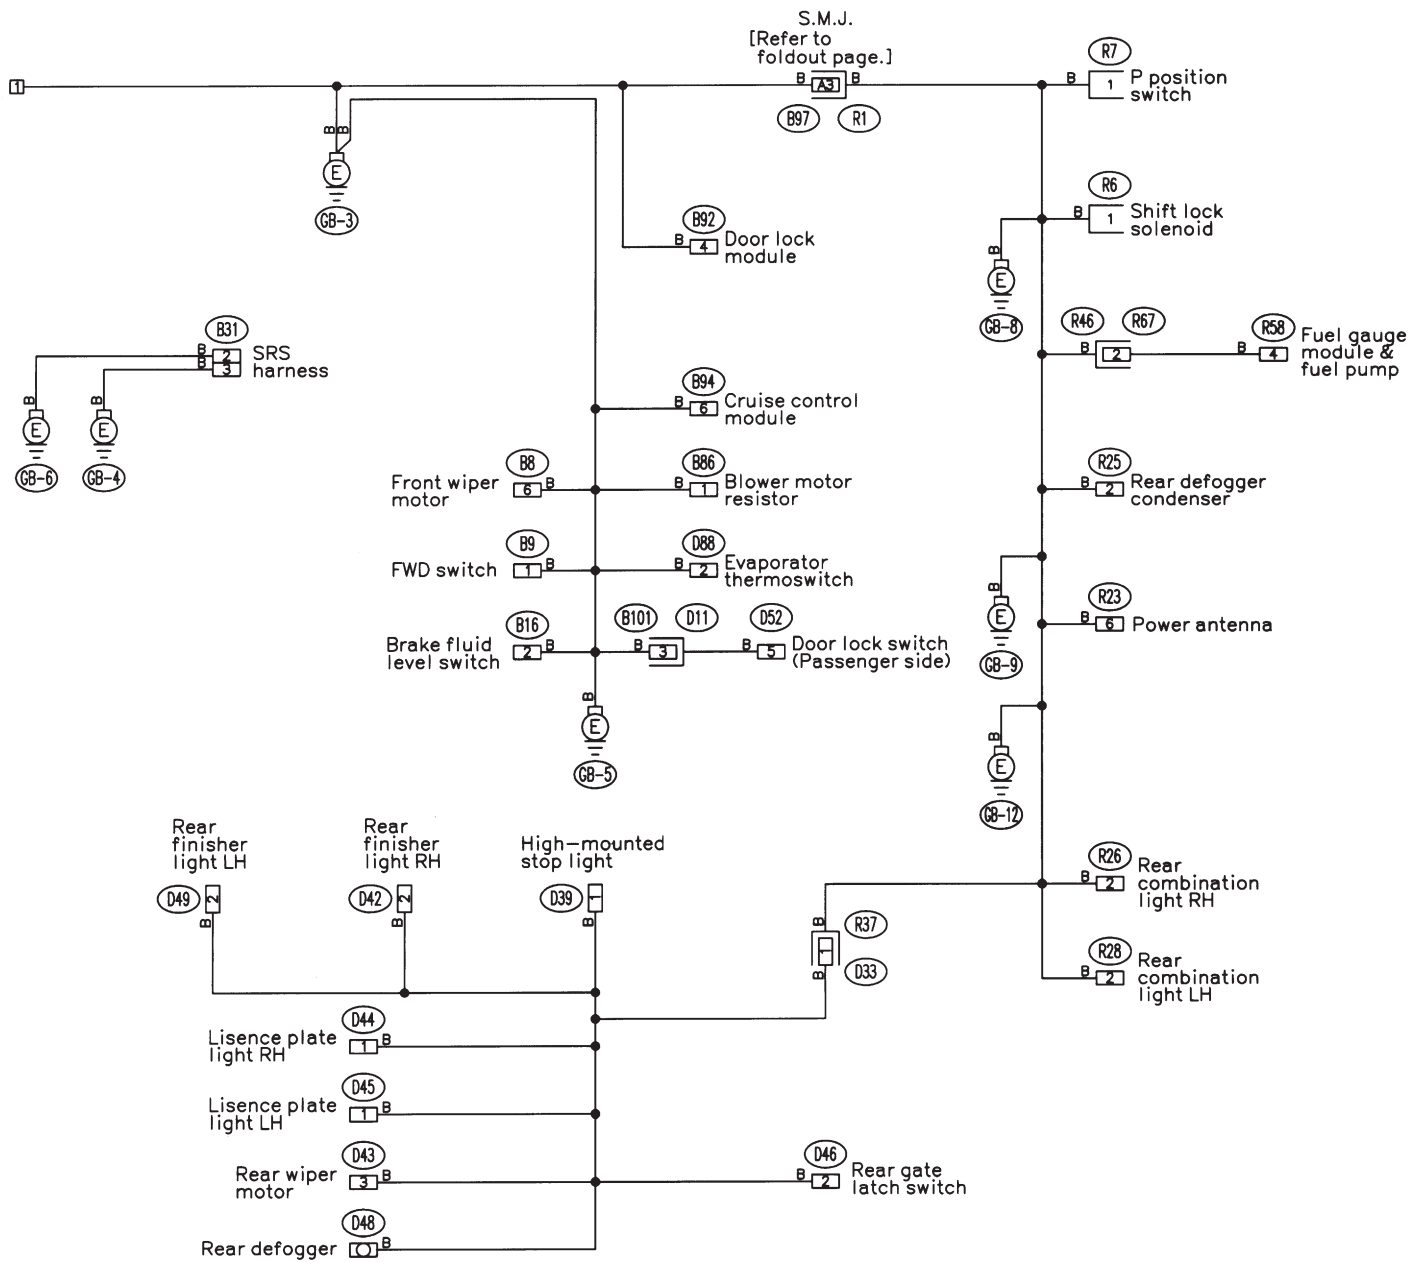 S.M.J.
[Refer to
foldout page.]
1
B
A3
B
B97
R1
R7
B
1
P position
switch
B
B
E
GB-3
R6
B
1
Shift lock
solenoid
B
E
GB-8
B92
B
4
Door lock
module
B31
B
2
B
3
SRS
harness
B
E
GB-6
B
E
GB-4
R46
R67
B
2
R58
B
4
Fuel gauge
module &
fuel pump
B94
B
6
Cruise control
module
Front wiper
motor
B8
6
B
B86
B
1
Blower motor
resistor
R25
B
2
Rear defogger
condenser
FWD switch
B9
1
B
D88
B
2
Evaporator
thermoswitch
B
E
GB-9
R23
B
6
Power antenna
Brake fluid
level switch
B16
2
B
B101
D11
B
3
D52
B
5
Door lock switch
(Passenger side)
B
E
GB-5
B
E
GB-12
Rear
finisher
light LH
D49
2
B
Rear
finisher
light RH
D42
2
B
High-mounted
stop light
D39
1
B
R26
B
2
Rear
combination
light RH
B
R37
1
D33
B
R28
B
2
Rear
combination
light LH
Lisence plate
light RH
D44
1
B
Lisence plate
light LH
D45
1
B
Rear wiper
motor
D43
3
B
D46
B
2
Rear gate
latch switch
Rear defogger
D48
B